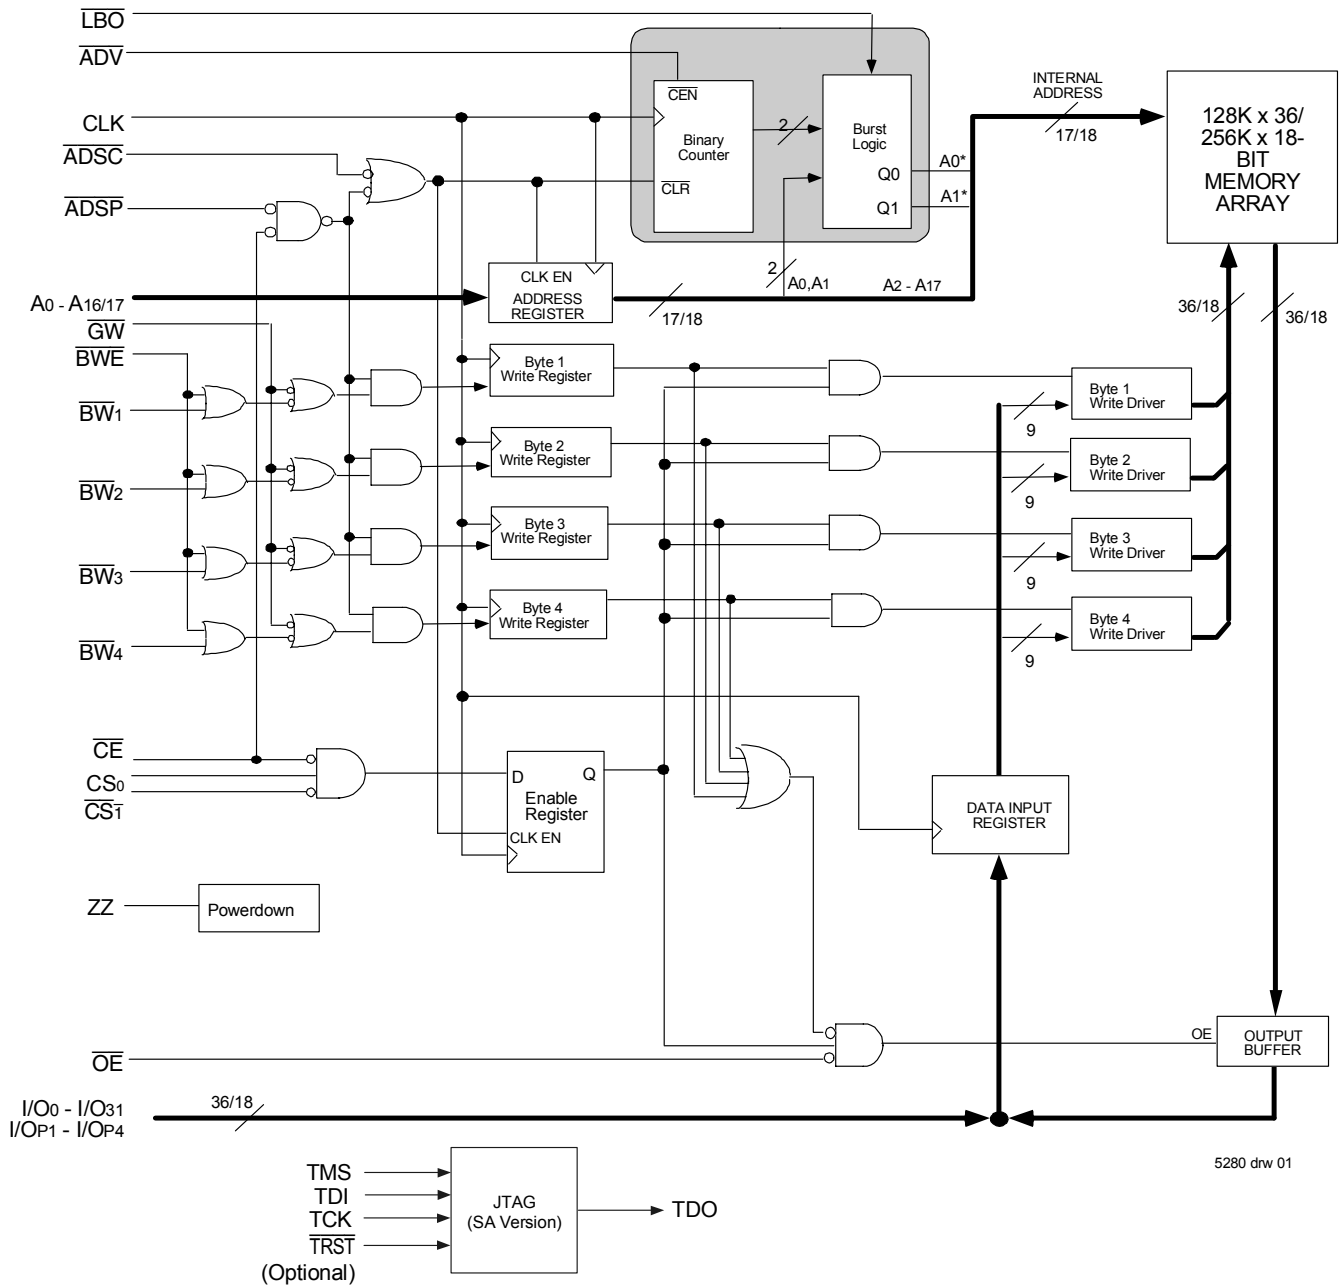 LBO
ADV
CLK
ADSC
ADSP
A0 - A16/17
GW
BWE
BW1
BW2
BW3
BW4
CE
CS0
CS1
ZZ
Powerdown
OE
I/O0 - I/O31
I/OP1 - I/OP4
36/18
CEN
Binary
Counter
CLR
2
Burst
Logic
Q0
Q1
A0*
A1*
INTERNAL
ADDRESS
17/18
128K x 36/
256K x 18-
BIT
MEMORY
ARRAY
CLK EN
ADDRESS
REGISTER
17/18
2
A0,A1
A2 - A17
36/18
36/18
Byte 1
Write Register
Byte 2
Write Register
Byte 3
Write Register
Byte 4
Write Register
9
Byte 1
Write Driver
9
Byte 2
Write Driver
9
Byte 3
Write Driver
9
Byte 4
Write Driver
D
Q
Enable
Register
CLK EN
DATA INPUT
REGISTER
OE
OUTPUT
BUFFER
5280 drw 01
TMS
TDI
TCK
TRST
(Optional)
JTAG
(SA Version)
TDO